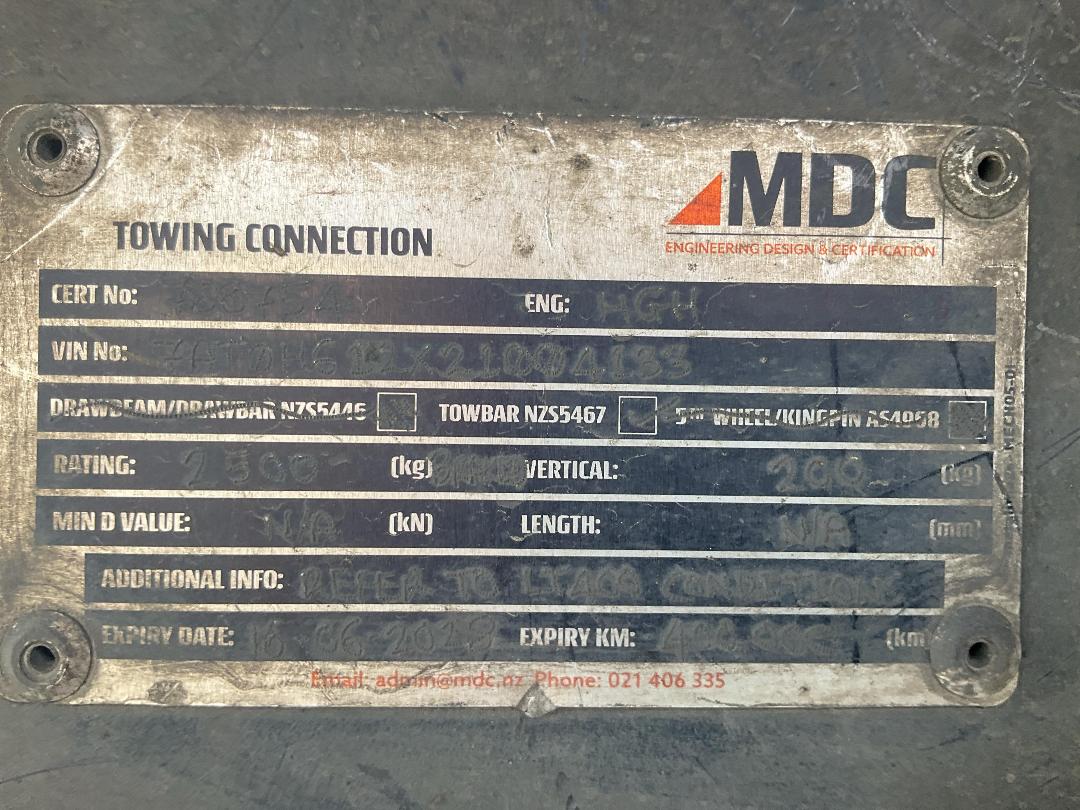 MDC
ENGINEERING DESIGN & CERTIFICATION
TOWING CONNECTION
CERT No: ENG: HGH
VIN No:
DRAWBEAM/DRAWBAR NZS5446 TOWBAR NZS5467 5TH WHEEL/KINGPIN AS4968
RATING: 2500 (kg) VERTICAL: 200 (kg)
MIN D VALUE: N/A (kN) LENGTH: N/A (mm)
ADDITIONAL INFO: REFER TO LT400
EXPIRY DATE: EXPIRY KM: (km)
Email: admin@mdc.nz Phone: 021 406 335